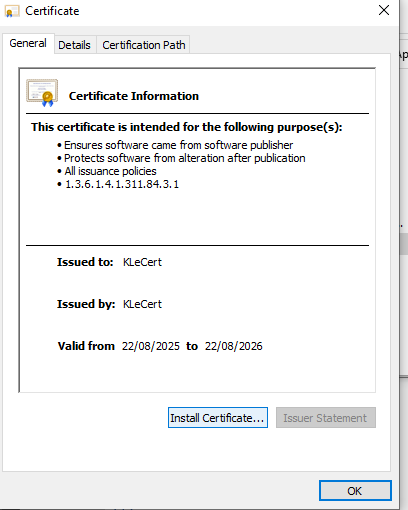 Certificate
General
Details
Certification Path
Certificate Information
This certificate is intended for the following purpose(s):
• Ensures software came from software publisher
• Protects software from alteration after publication
• All issuance policies
• 1.3.6.1.4.1.311.84.3.1
Issued to: KLeCert
Issued by: KLeCert
Valid from 22/08/2025 to 22/08/2026
Install Certificate...
Issuer Statement
OK